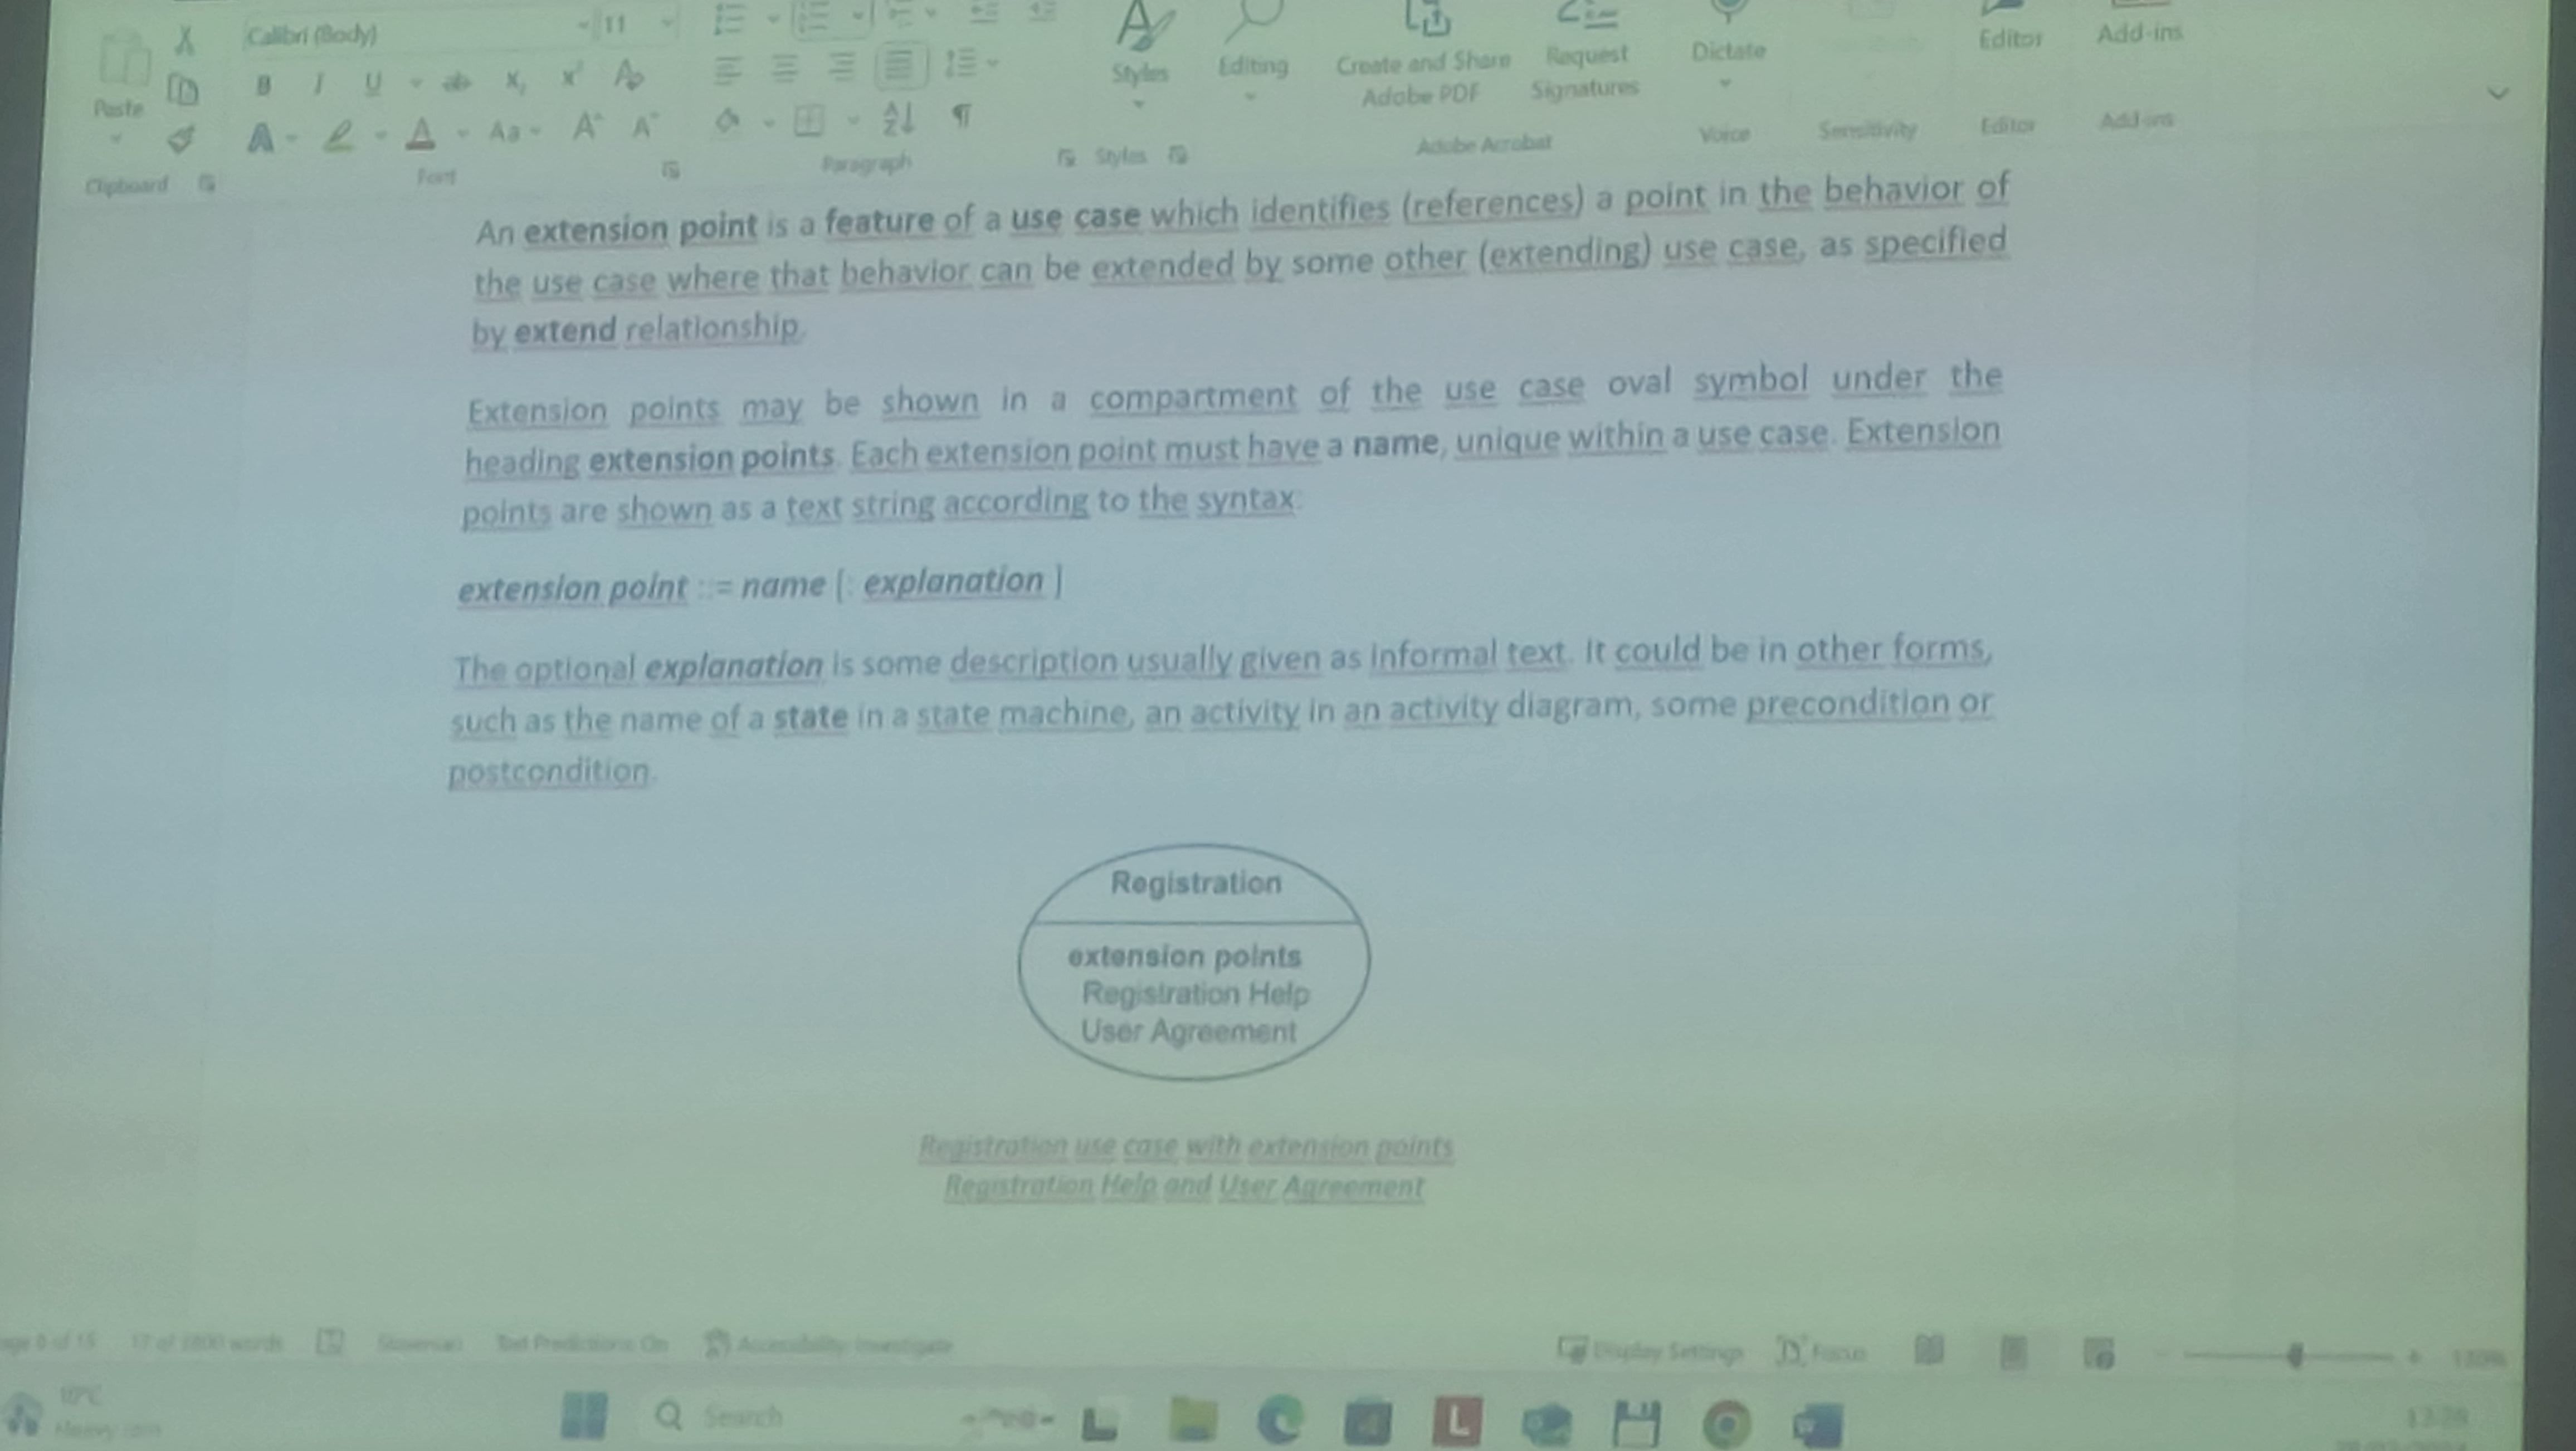 Calibri (Body)
11
Paste
B I U ab x, x²
Aa A A
Clipboard
Font
Paragraph
Styles
Styles
Editing
Create and Share
Adobe PDF
Request
Signatures
Adobe Acrobat
Dictate
Voice
Sensitivity
Editor
Editor
Add-ins
Add-ins
An extension point is a feature of a use case which identifies (references) a point in the behavior of
the use case where that behavior can be extended by some other (extending) use case, as specified
by extend relationship.
Extension points may be shown in a compartment of the use case oval symbol under the
heading extension points. Each extension point must have a name, unique within a use case. Extension
points are shown as a text string according to the syntax:
extension point ::= name [: explanation ]
The optional explanation is some description usually given as informal text. It could be in other forms,
such as the name of a state in a state machine, an activity in an activity diagram, some precondition or
postcondition.
Registration
extension points
Registration Help
User Agreement
Registration use case with extension points
Registration Help and User Agreement
of 15
words
Slovenian
Text Predictions: On
Accessibility: Investigate
Display Settings
Focus
10°C
Search
L